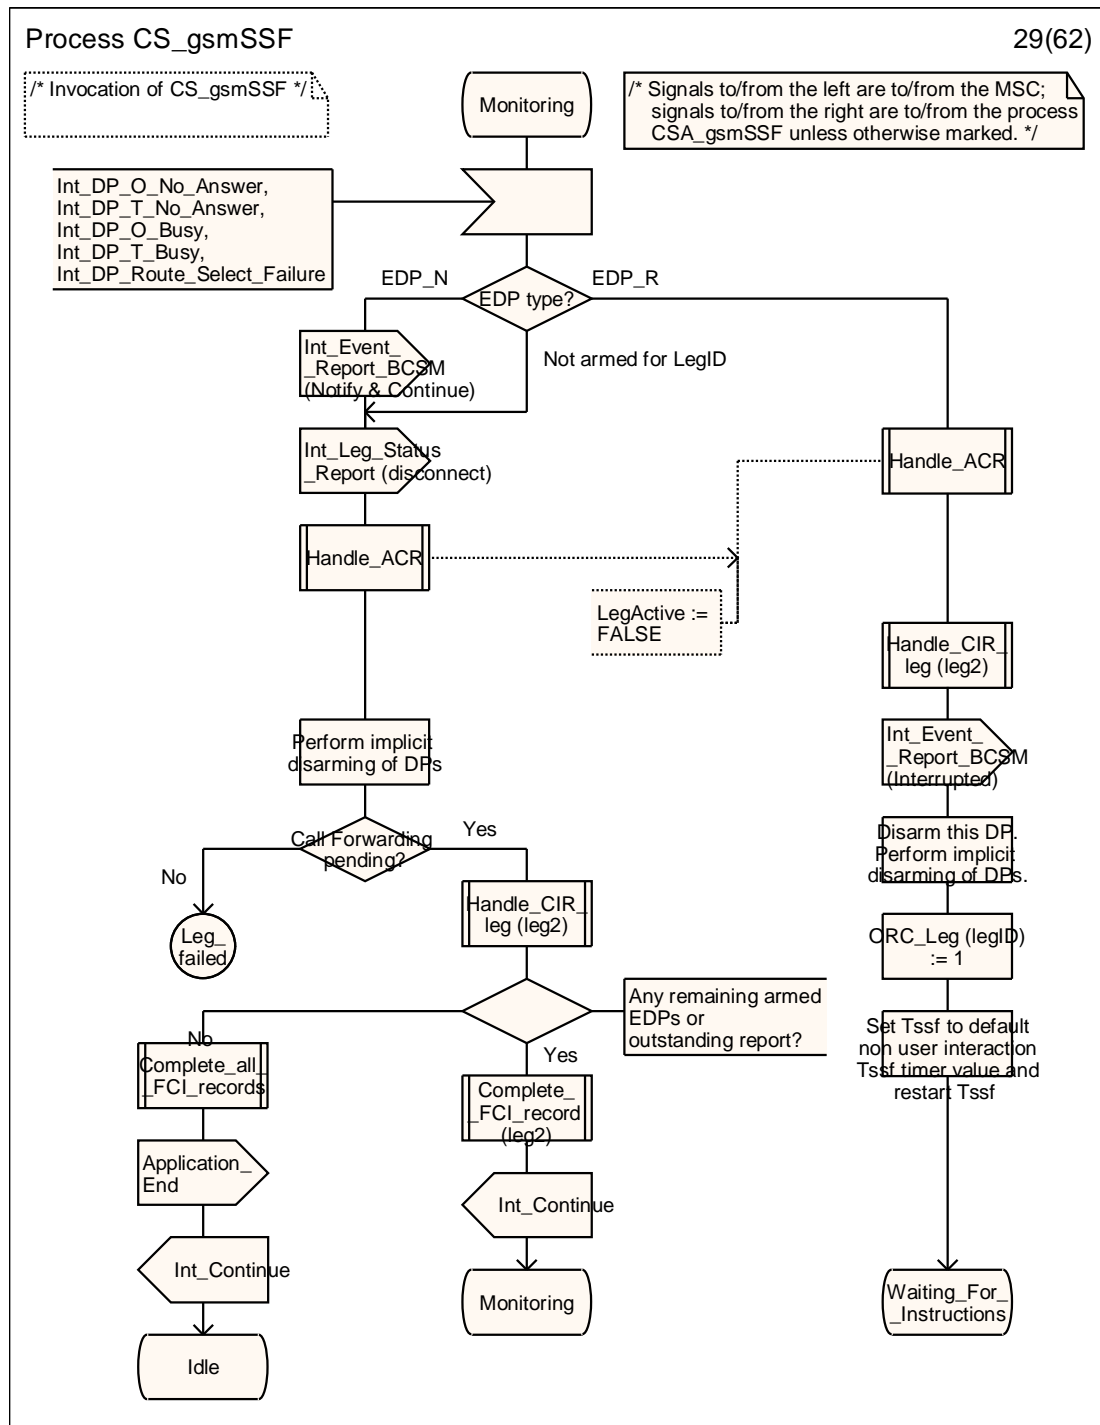 Process CS_gsmSSF
29(62)
/* Invocation of CS_gsmSSF */
Monitoring
/* Signals to/from the left are to/from the MSC;
signals to/from the right are to/from the process
CSA_gsmSSF unless otherwise marked. */
Int_DP_O_No_Answer,
Int_DP_T_No_Answer,
Int_DP_O_Busy,
Int_DP_T_Busy,
Int_DP_Route_Select_Failure
EDP_N
EDP type?
EDP_R
Int_Event_
_Report_BCSM
(Notify & Continue)
Not armed for LegID
Int_Leg_Status
_Report (disconnect)
Handle_ACR
Handle_ACR
LegActive :=
FALSE
Handle_CIR_
leg (leg2)
Int_Event_
_Report_BCSM
(Interrupted)
Perform implicit
disarming of DPs
Call Forwarding
pending?
Yes
No
Disarm this DP.
Perform implicit
disarming of DPs.
Handle_CIR_
leg (leg2)
Leg_
failed
ORC_Leg (legID)
:= 1
Any remaining armed
EDPs or
outstanding report?
No
Yes
Set Tssf to default
non user interaction
Tssf timer value and
restart Tssf
Complete_all_
_FCI_records
Complete_
_FCI_record
(leg2)
Application_
End
Int_Continue
Int_Continue
Monitoring
Waiting_For_
_Instructions
Idle